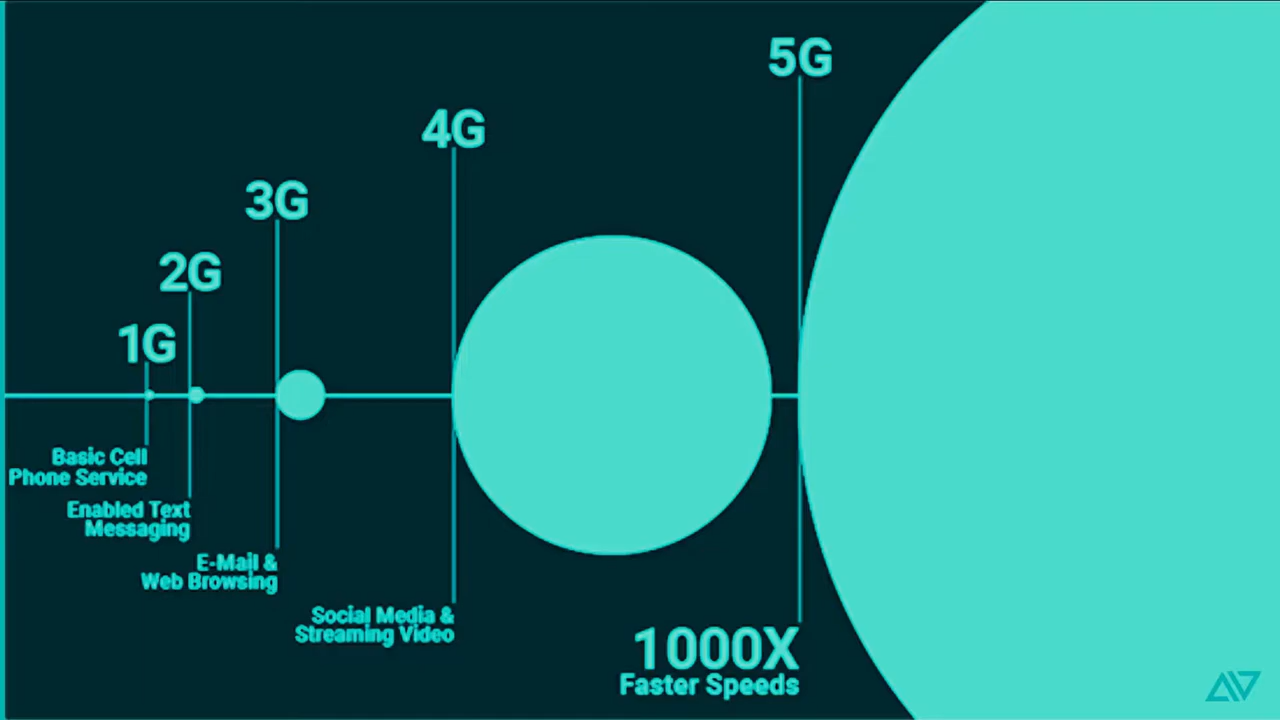 1G
Basic Cell
Phone Service
2G
Enabled Text
Messaging
3G
E-Mail &
Web Browsing
4G
Social Media &
Streaming Video
5G
1000X
Faster Speeds